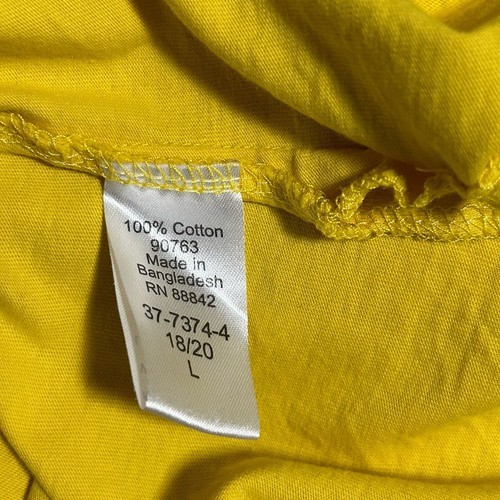 100% Cotton
90763
Made in
Bangladesh
RN 88842
37-7374-4
18/20
L